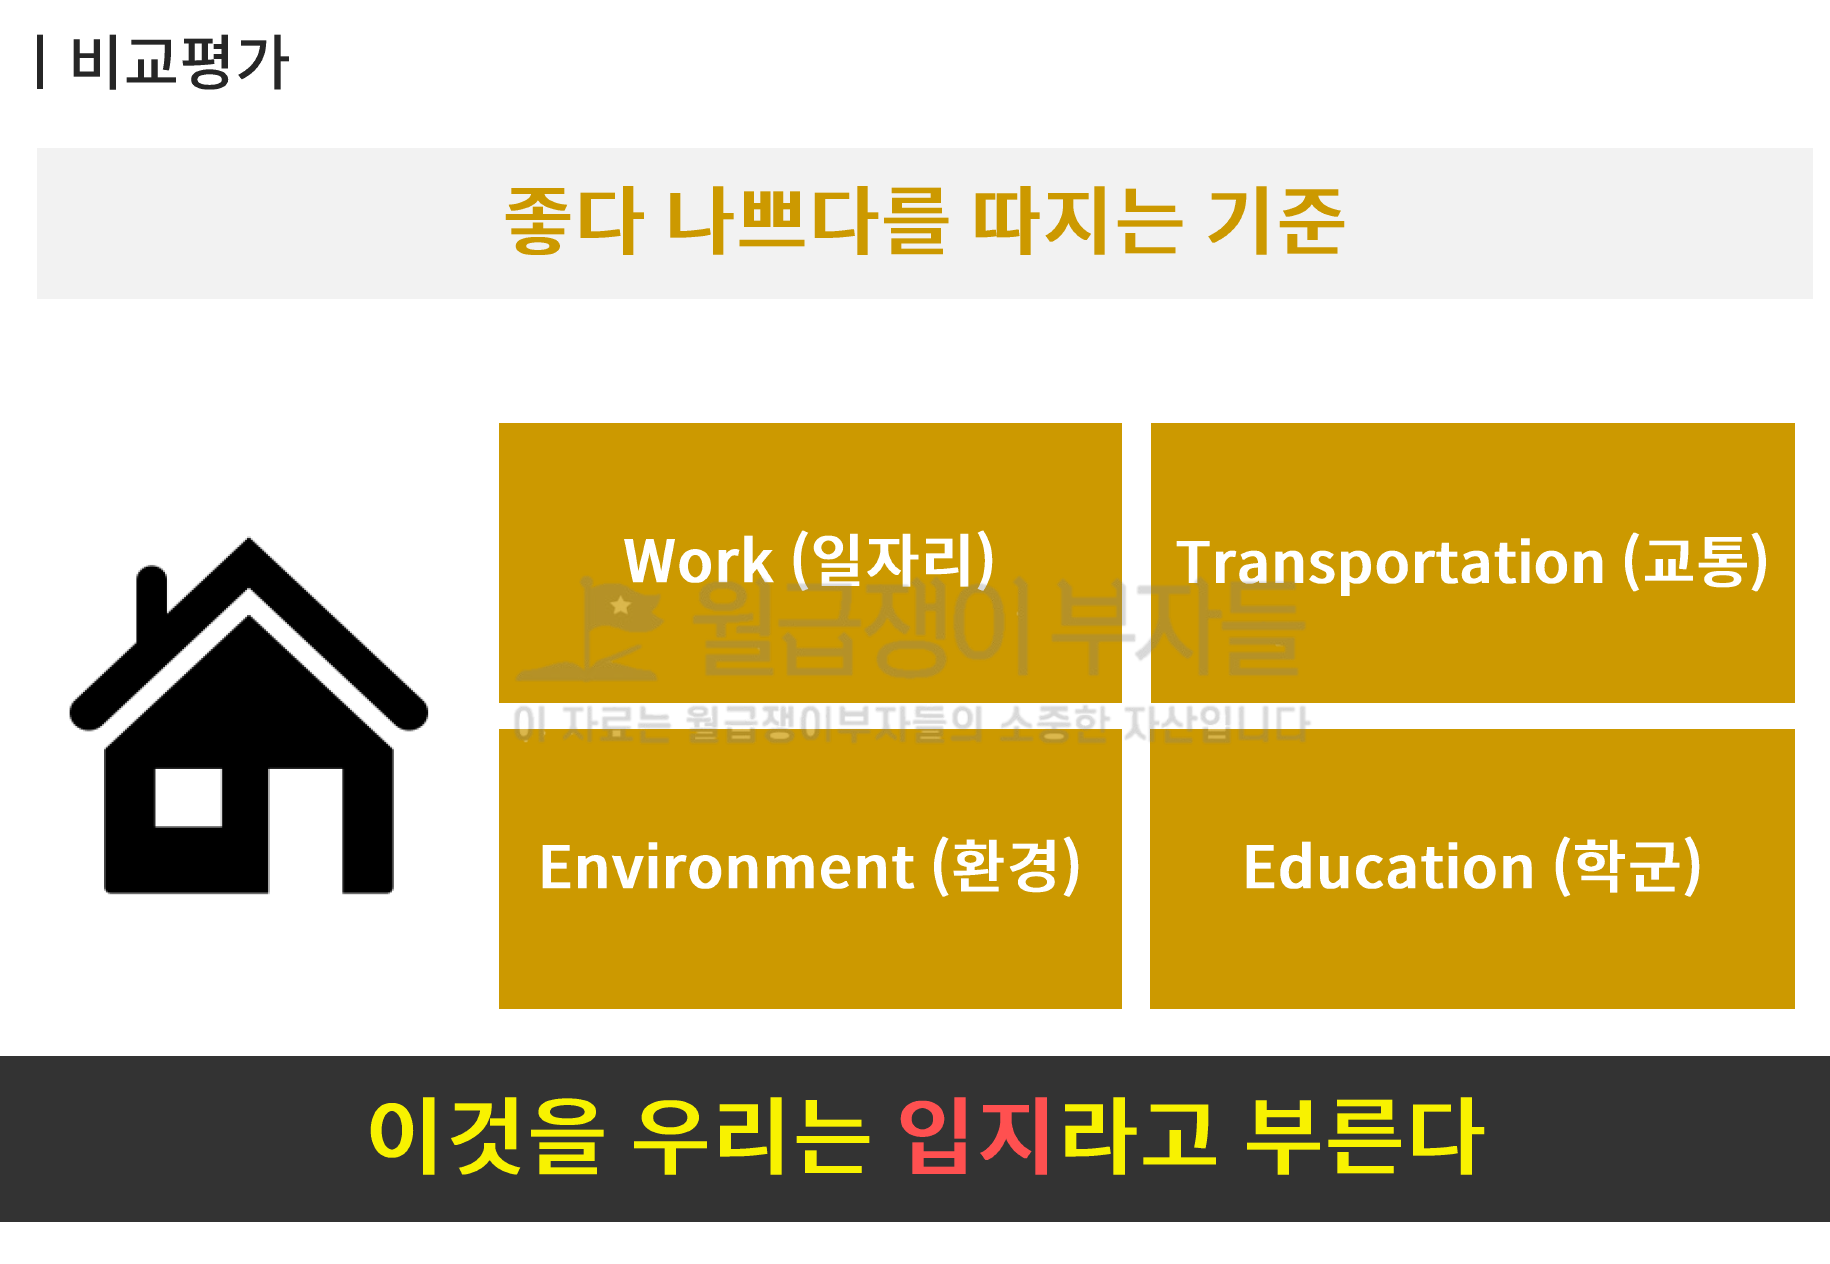 비교평가
좋다 나쁘다를 따지는 기준
Work (일자리)
Transportation (교통)
월급쟁이 부자들
이 자료는 월급쟁이부자들의 소중한 자산입니다
Environment (환경)
Education (학군)
이것을 우리는 입지라고 부른다